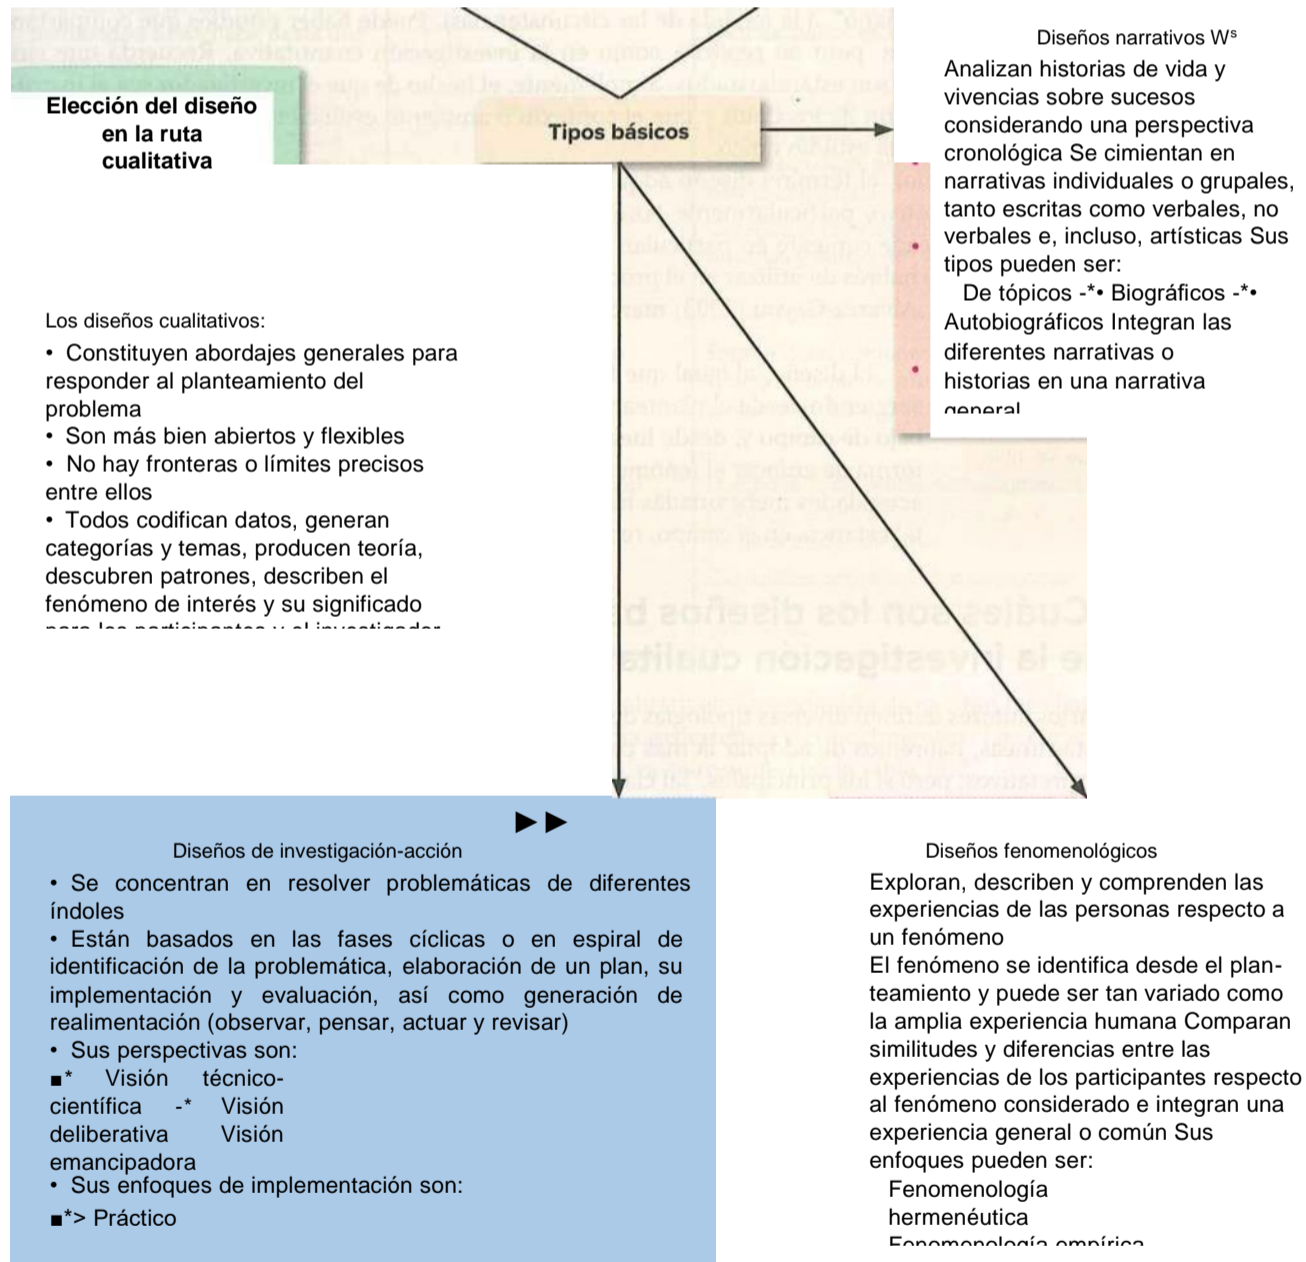 Elección del diseño
en la ruta
cualitativa
Tipos básicos
Diseños narrativos Wˢ
Analizan historias de vida y
vivencias sobre sucesos
considerando una perspectiva
cronológica Se cimientan en
narrativas individuales o grupales,
tanto escritas como verbales, no
verbales e, incluso, artísticas Sus
tipos pueden ser:
De tópicos -*• Biográficos -*•
Autobiográficos Integran las
diferentes narrativas o
historias en una narrativa
general
Los diseños cualitativos:
• Constituyen abordajes generales para
responder al planteamiento del
problema
• Son más bien abiertos y flexibles
• No hay fronteras o límites precisos
entre ellos
• Todos codifican datos, generan
categorías y temas, producen teoría,
descubren patrones, describen el
fenómeno de interés y su significado
para los participantes y el investigador
Diseños de investigación-acción
• Se concentran en resolver problemáticas de diferentes
índoles
• Están basados en las fases cíclicas o en espiral de
identificación de la problemática, elaboración de un plan, su
implementación y evaluación, así como generación de
realimentación (observar, pensar, actuar y revisar)
• Sus perspectivas son:
■* Visión técnico-
científica -* Visión
deliberativa Visión
emancipadora
• Sus enfoques de implementación son:
■*> Práctico
Diseños fenomenológicos
Exploran, describen y comprenden las
experiencias de las personas respecto a
un fenómeno
El fenómeno se identifica desde el plan-
teamiento y puede ser tan variado como
la amplia experiencia humana Comparan
similitudes y diferencias entre las
experiencias de los participantes respecto
al fenómeno considerado e integran una
experiencia general o común Sus
enfoques pueden ser:
Fenomenología
hermenéutica
Fenomenología empírica